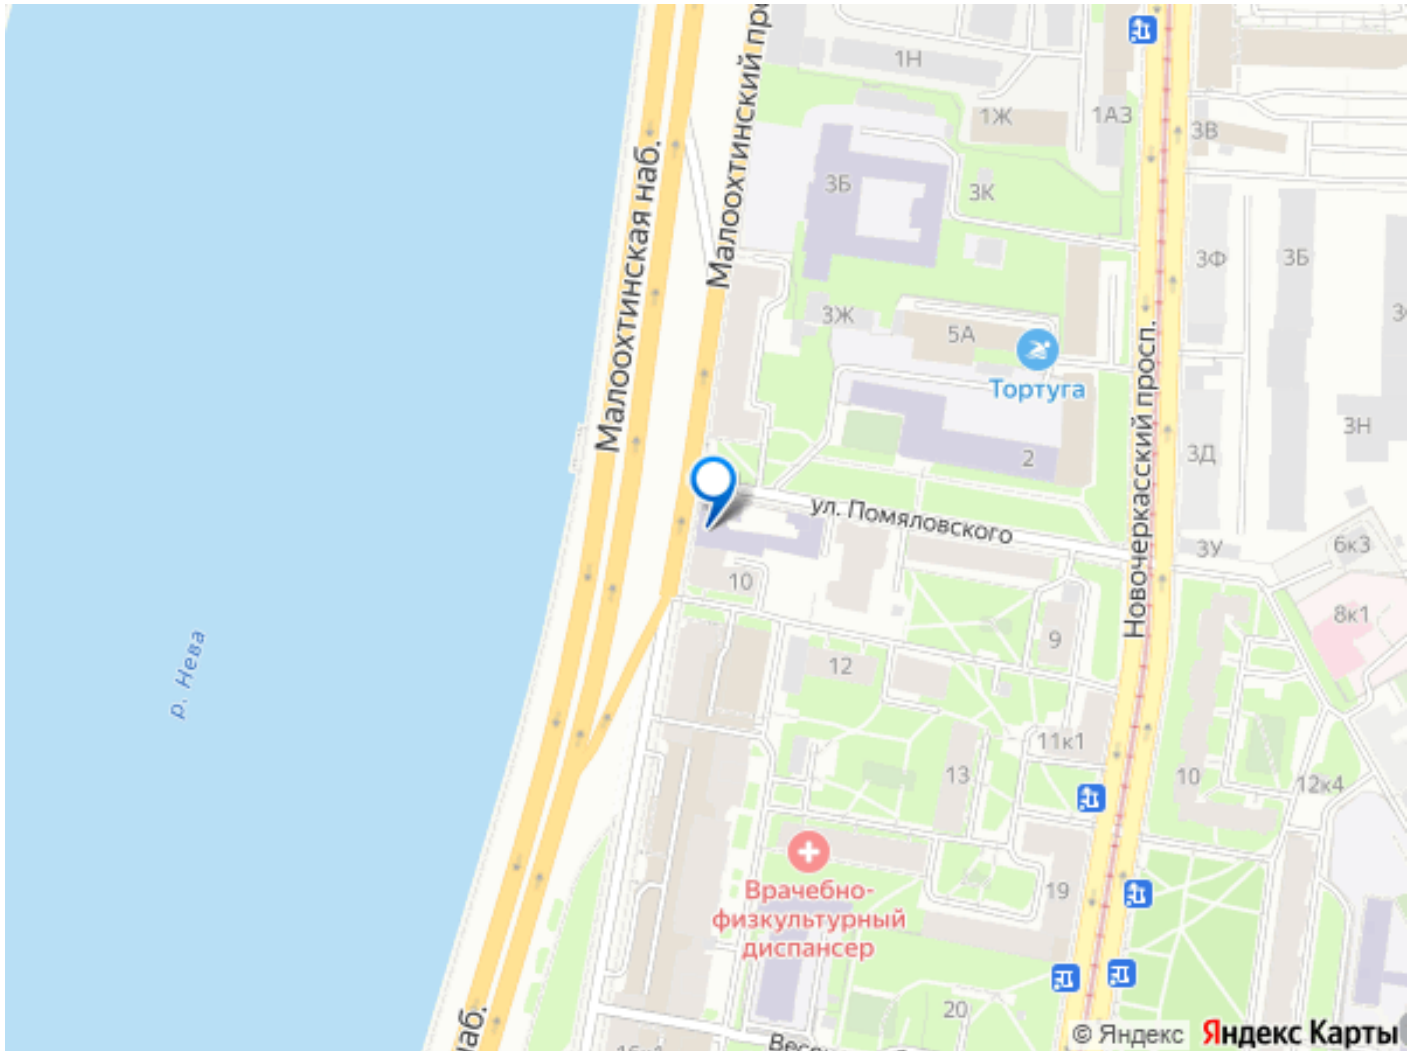 Малоохтинский пр
1Н
1Ж
1А3
3В
Малоохтинская наб.
3Б
3К
3Ф
3Б
3Ж
5А
Тортуга
Новочеркасский просп.
3Н
3Д
2
ул. Помяловского
3У
6к3
10
8к1
9
12
р. Нева
11к1
13
10
12к4
Врачебно-
физкультурный
диспансер
19
20
наб.
© Яндекс
Яндекс Карты